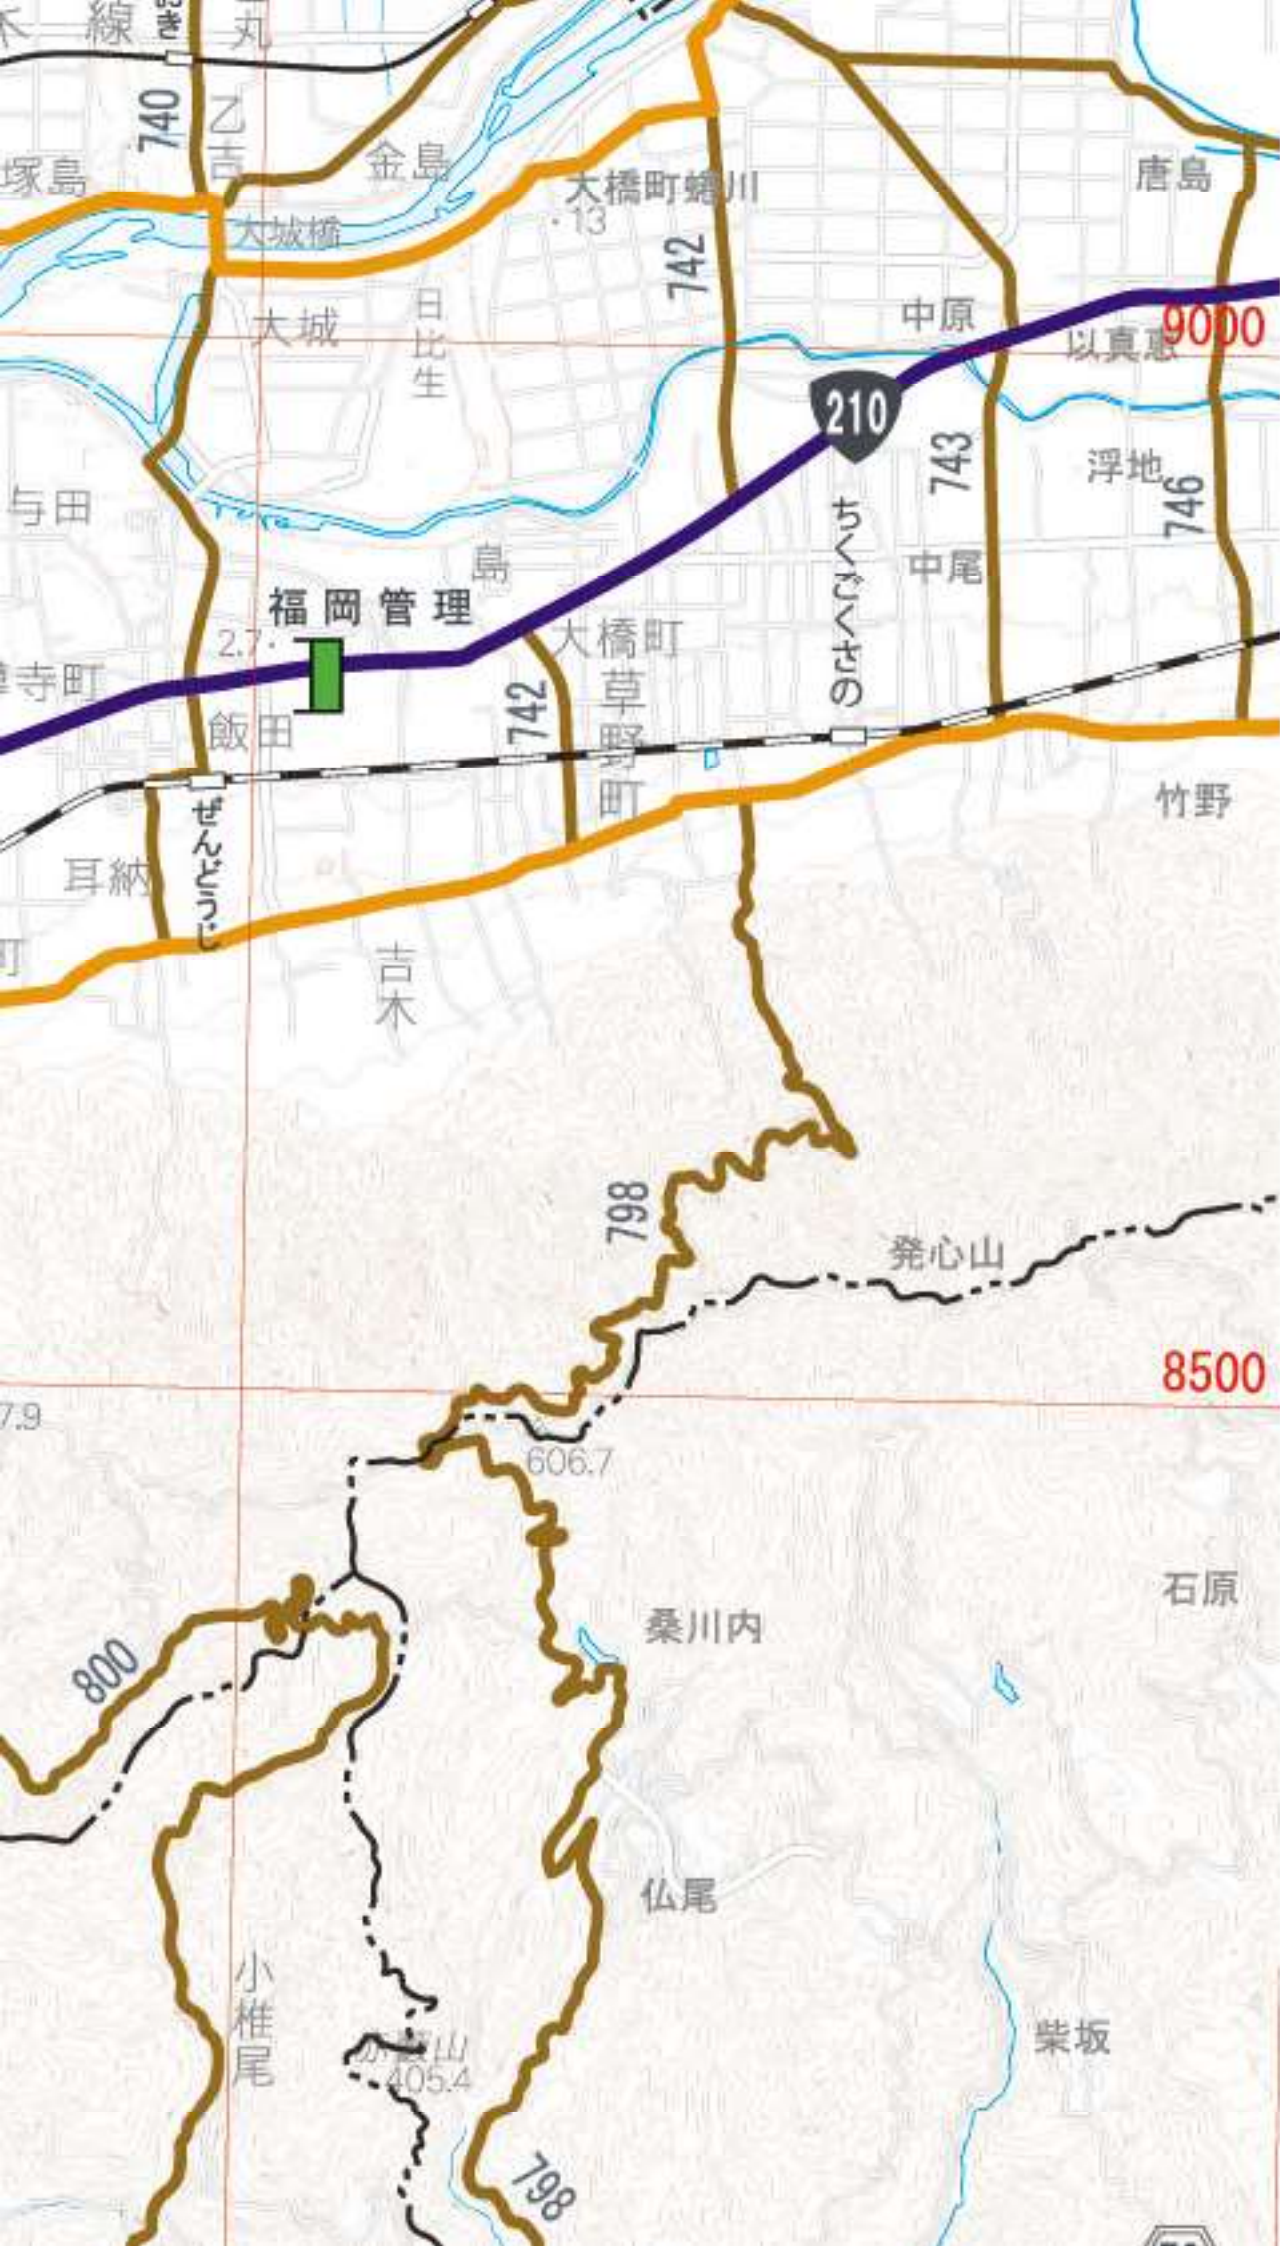 線
丸
740
乙吉
金島
塚島
大橋町蜷川
唐島
大城橋
・13
742
大城
日比生
中原
9000
以真恵
210
743
浮地
746
与田
ちくごくさの
中尾
島
福岡管理
2.7・
大橋町
寺町
742
草野町
飯田
竹野
ぜんどうじ
耳納
町
吉木
798
発心山
8500
7.9
606.7
石原
桑川内
800
仏尾
小椎尾
柴坂
405.4
798